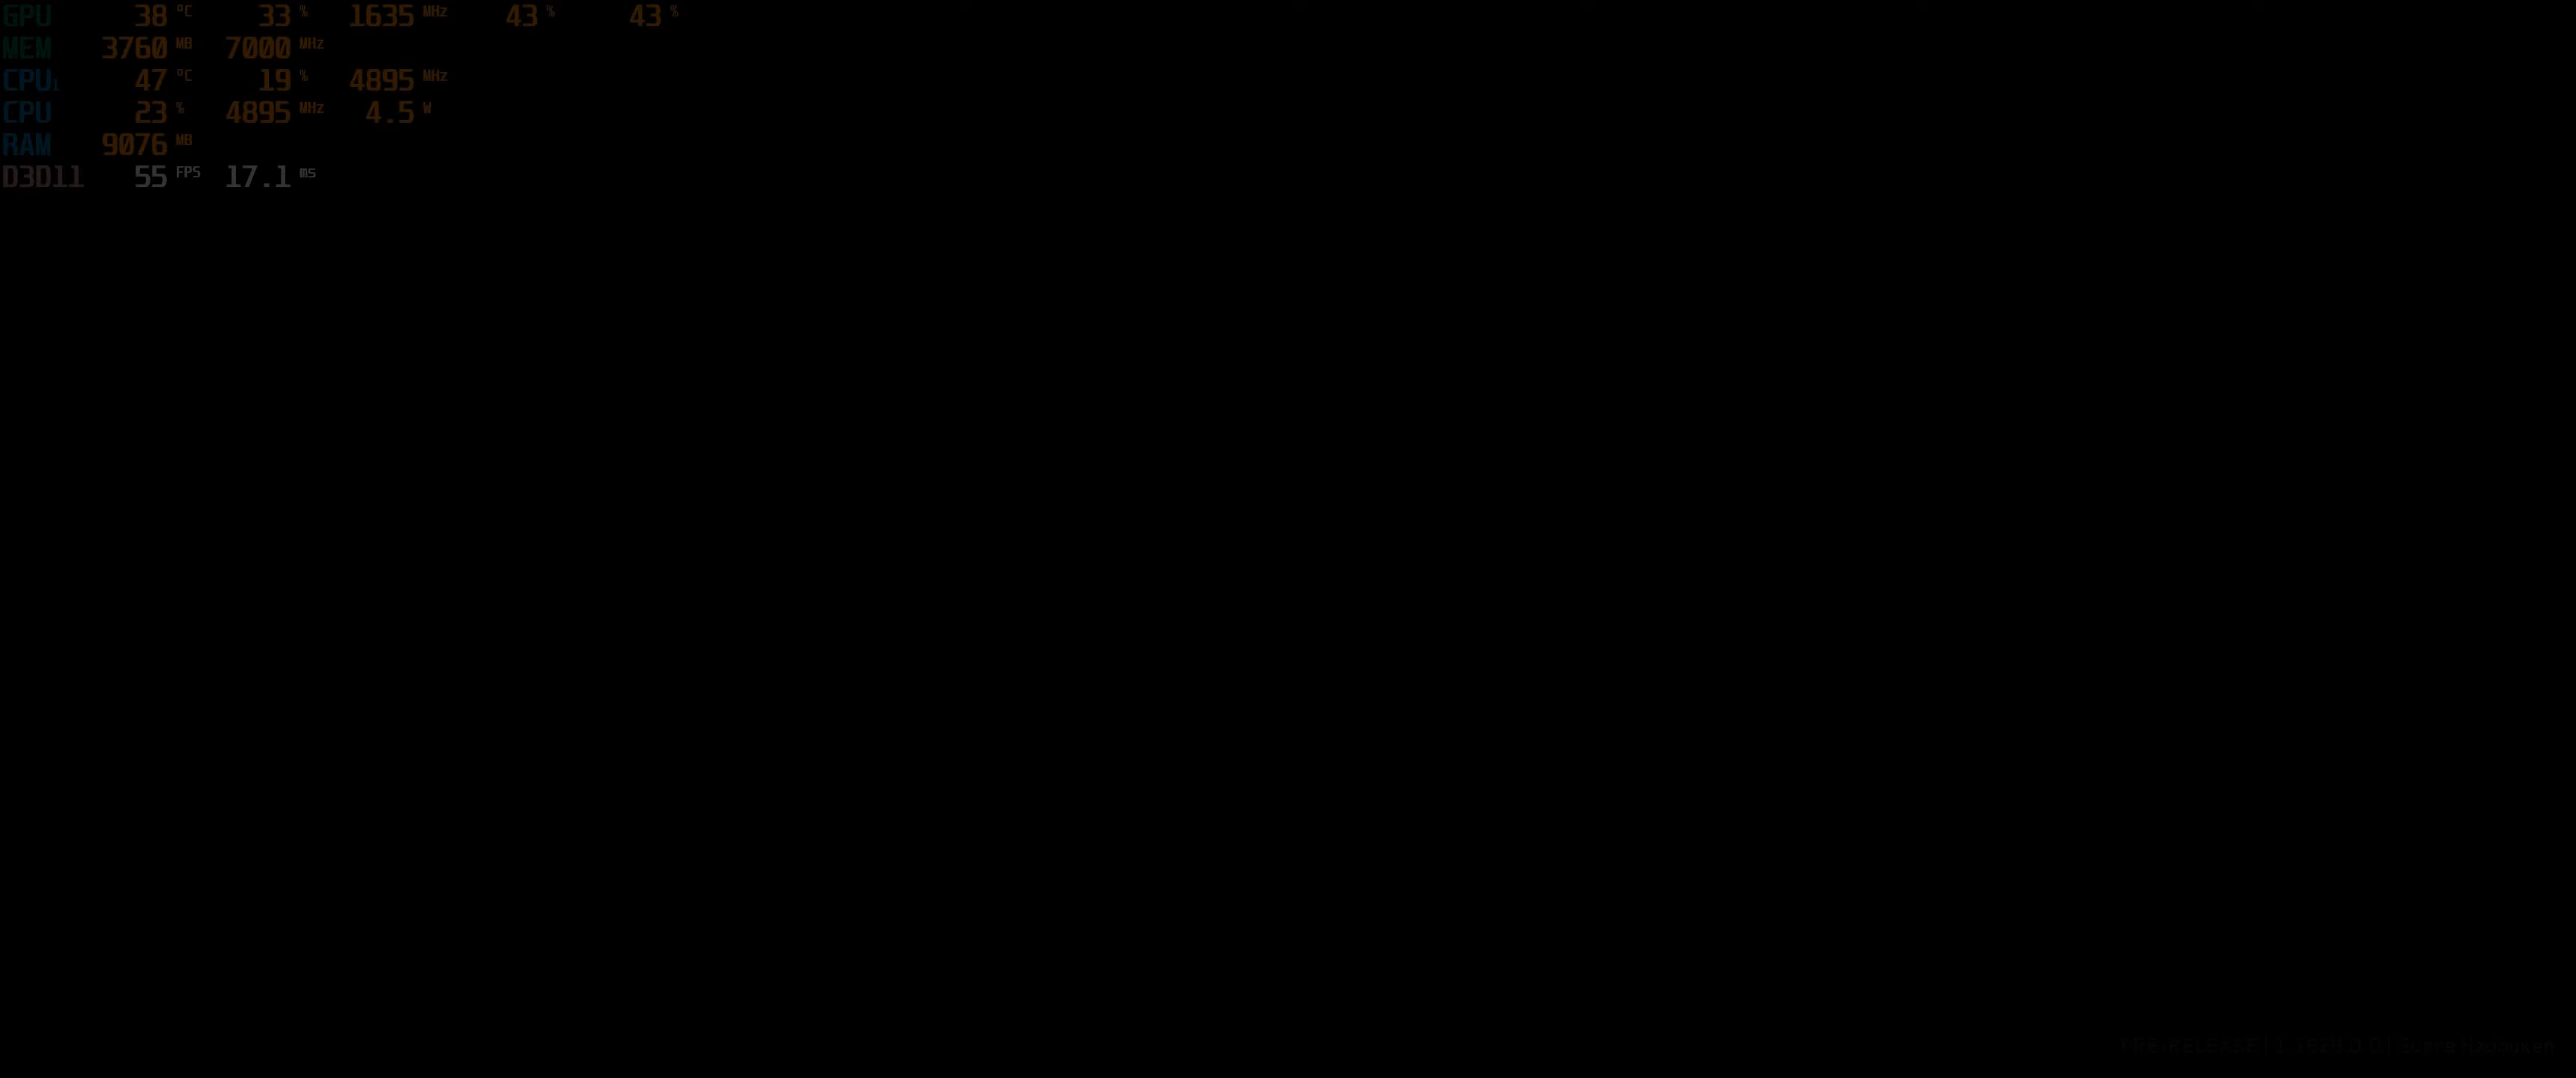 GPU 38 °C 33 % 1635 MHz 43 % 43 %
MEM 3760 MB 7000 MHz
CPU1 47 °C 19 % 4895 MHz
CPU 23 % 4895 MHz 4.5 W
RAM 9076 MB
D3D11 55 FPS 17.1 ms